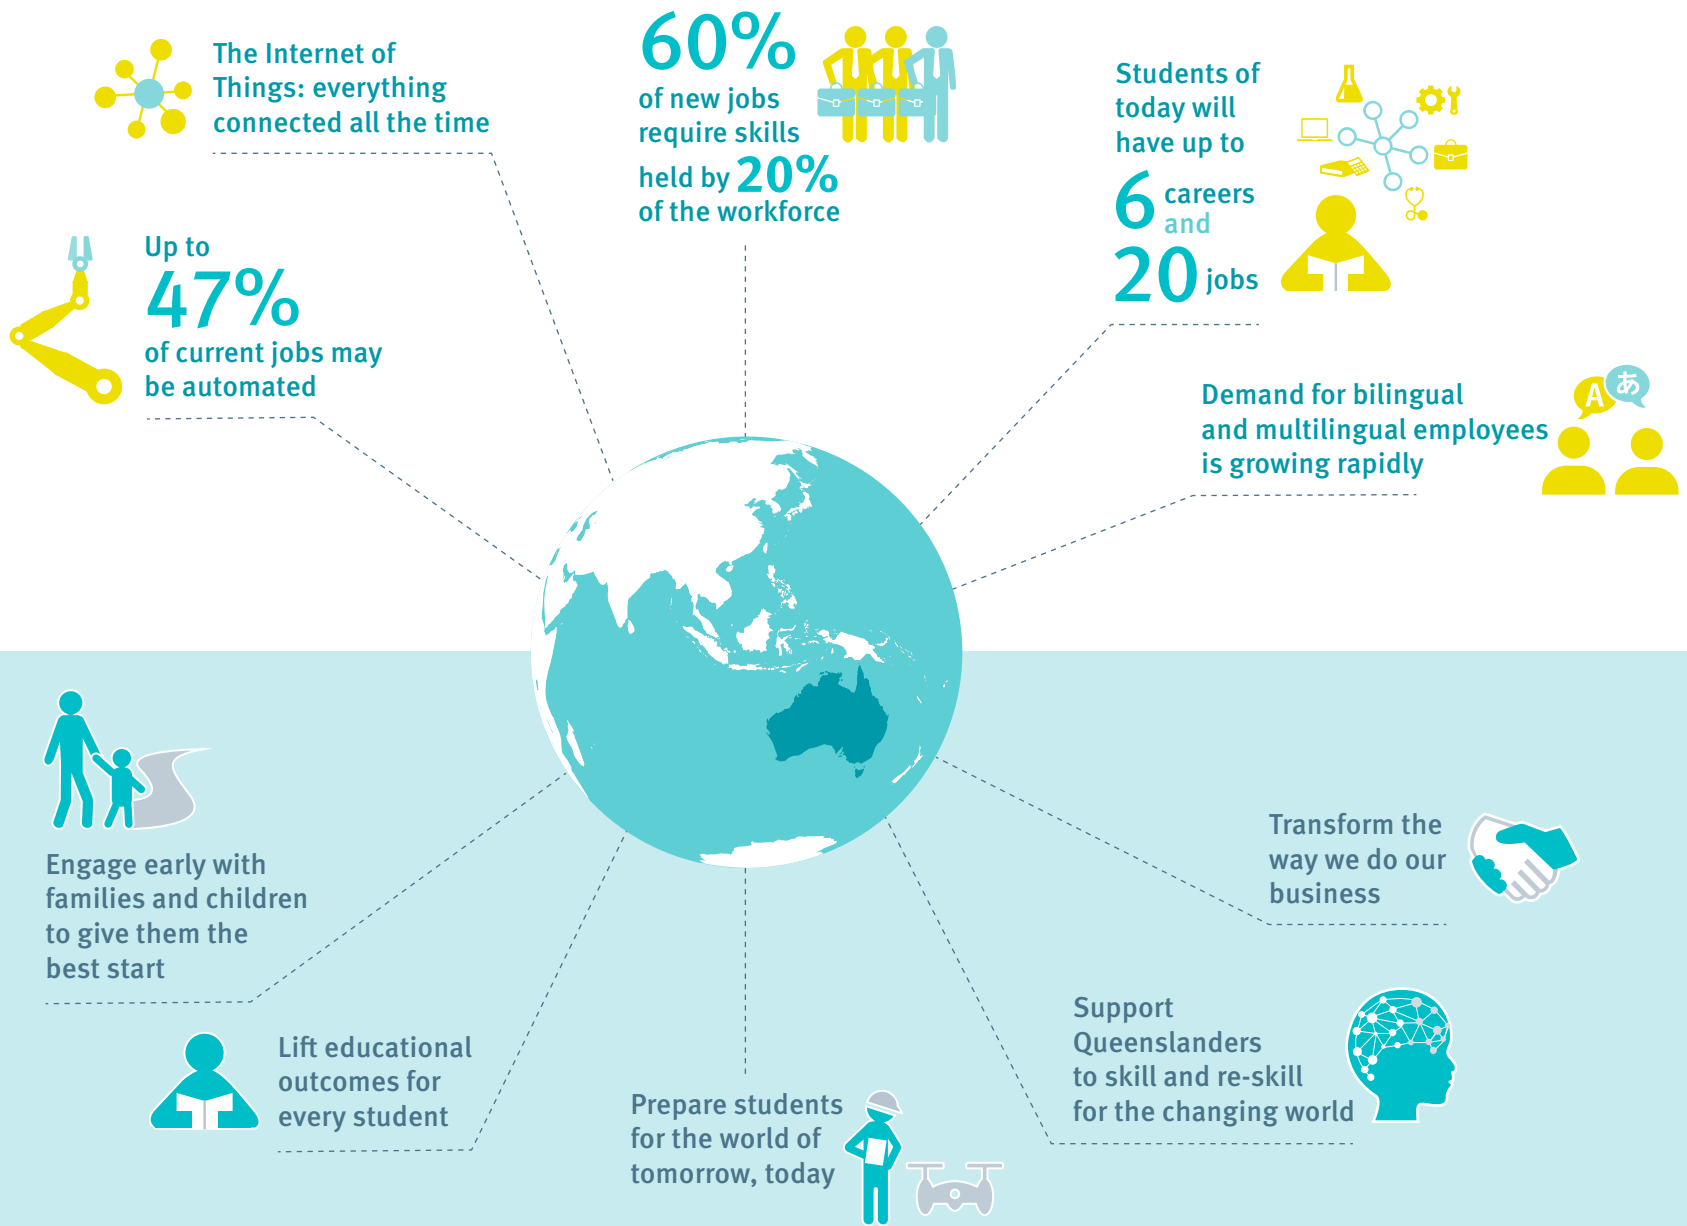 The Internet of
Things: everything
connected all the time
60%
of new jobs
require skills
held by 20%
of the workforce
Students of
today will
have up to
6 careers
and
20 jobs
Up to
47%
of current jobs may
be automated
Demand for bilingual
and multilingual employees
is growing rapidly
A あ
Engage early with
families and children
to give them the
best start
Transform the
way we do our
business
Lift educational
outcomes for
every student
Prepare students
for the world of
tomorrow, today
Support
Queenslanders
to skill and re-skill
for the changing world